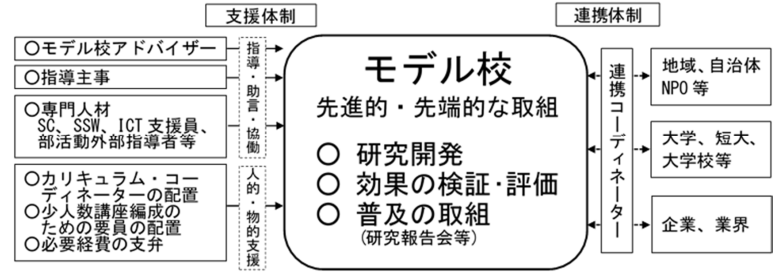 支援体制
連携体制
○モデル校アドバイザー
○指導主事
○専門人材
SC、SSW、ICT支援員、
部活動外部指導者等
○カリキュラム・コー
ディネーターの配置
○少人数講座編成の
ための要員の配置
○必要経費の支弁
指導・助言・協働
人的・物的支援
モデル校
先進的・先端的な取組
○ 研究開発
○ 効果の検証・評価
○ 普及の取組
(研究報告会等)
連携コーディネーター
地域、自治体
NPO等
大学、短大、
大学校等
企業、業界